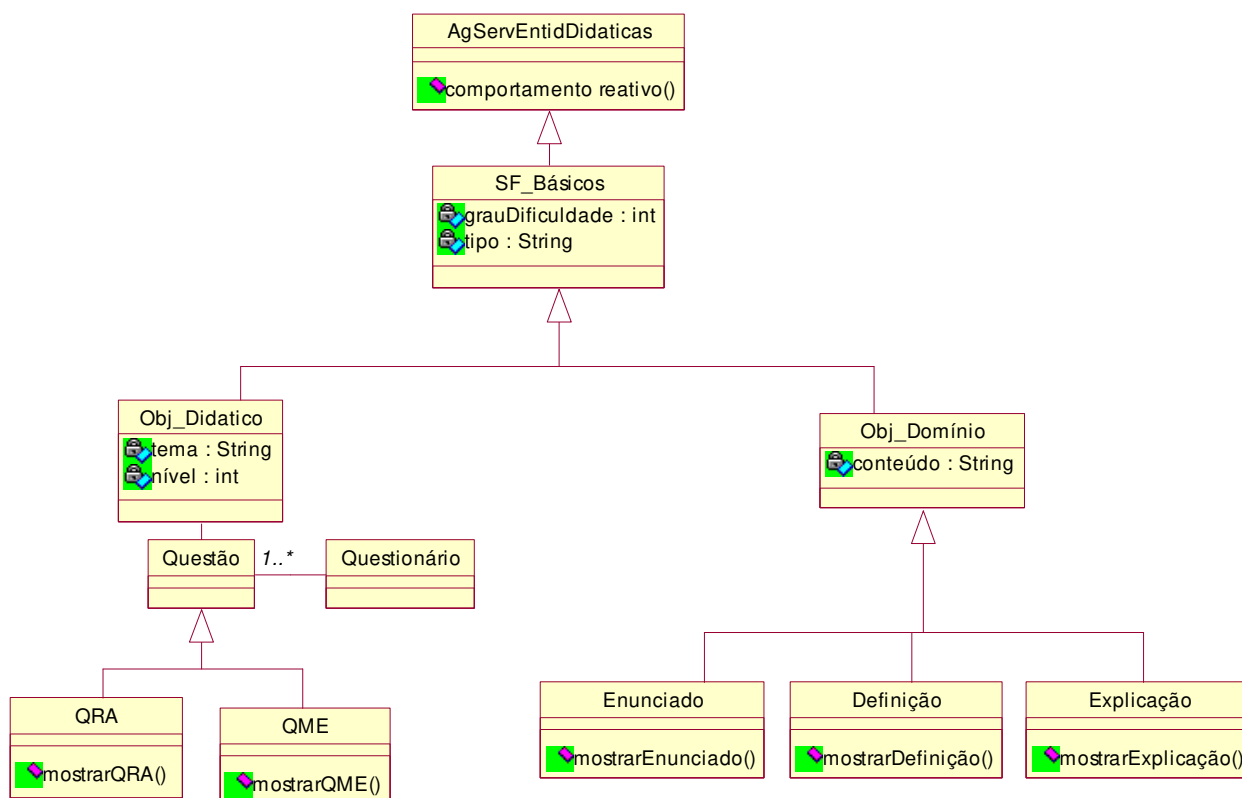 AgServEntidDidaticas
comportamento reativo()
SF_Básicos
grauDificuldade : int
tipo : String
Obj_Didatico
tema : String
nível : int
Obj_Domínio
conteúdo : String
Questão
1..*
Questionário
QRA
mostrarQRA()
QME
mostrarQME()
Enunciado
mostrarEnunciado()
Definição
mostrarDefinição()
Explicação
mostrarExplicação()